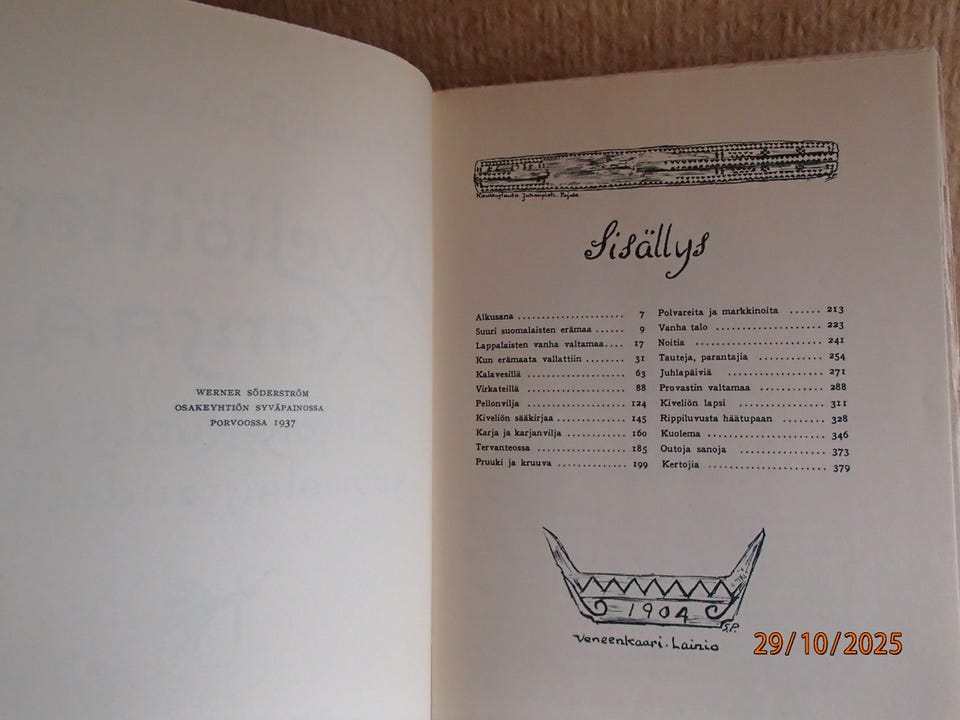 WERNER SÖDERSTRÖM
OSAKEYHTIÖN SYVÄPAINOSSA
PORVOOSSA 1937
Sisällys
Alkusana .................... 7
Suuri suomalaisten erämaa ...... 9
Lappalaisten vanha valtamaa.... 17
Kun erämaata vallattiin ........ 31
Kalavesillä .................... 63
Virkateillä .................... 88
Pellonvilja .................... 124
Kiveliön sääkirjaa .............. 145
Karja ja karjanvilja ............ 160
Tervanteossa .................. 185
Pruuki ja kruuva .............. 199
Polvareita ja markkinoita ...... 213
Vanha talo .................... 223
Noitia ........................ 241
Tauteja, parantajia ............ 254
Juhlapäiviä .................... 271
Provastin valtamaa ............ 288
Kiveliön lapsi ................ 311
Rippiluvusta häätupaan ........ 328
Kuolema ...................... 346
Outoja sanoja ................ 373
Kertojia ...................... 379
1904
S.P.
Veneenkaari. Lainio
29/10/2025